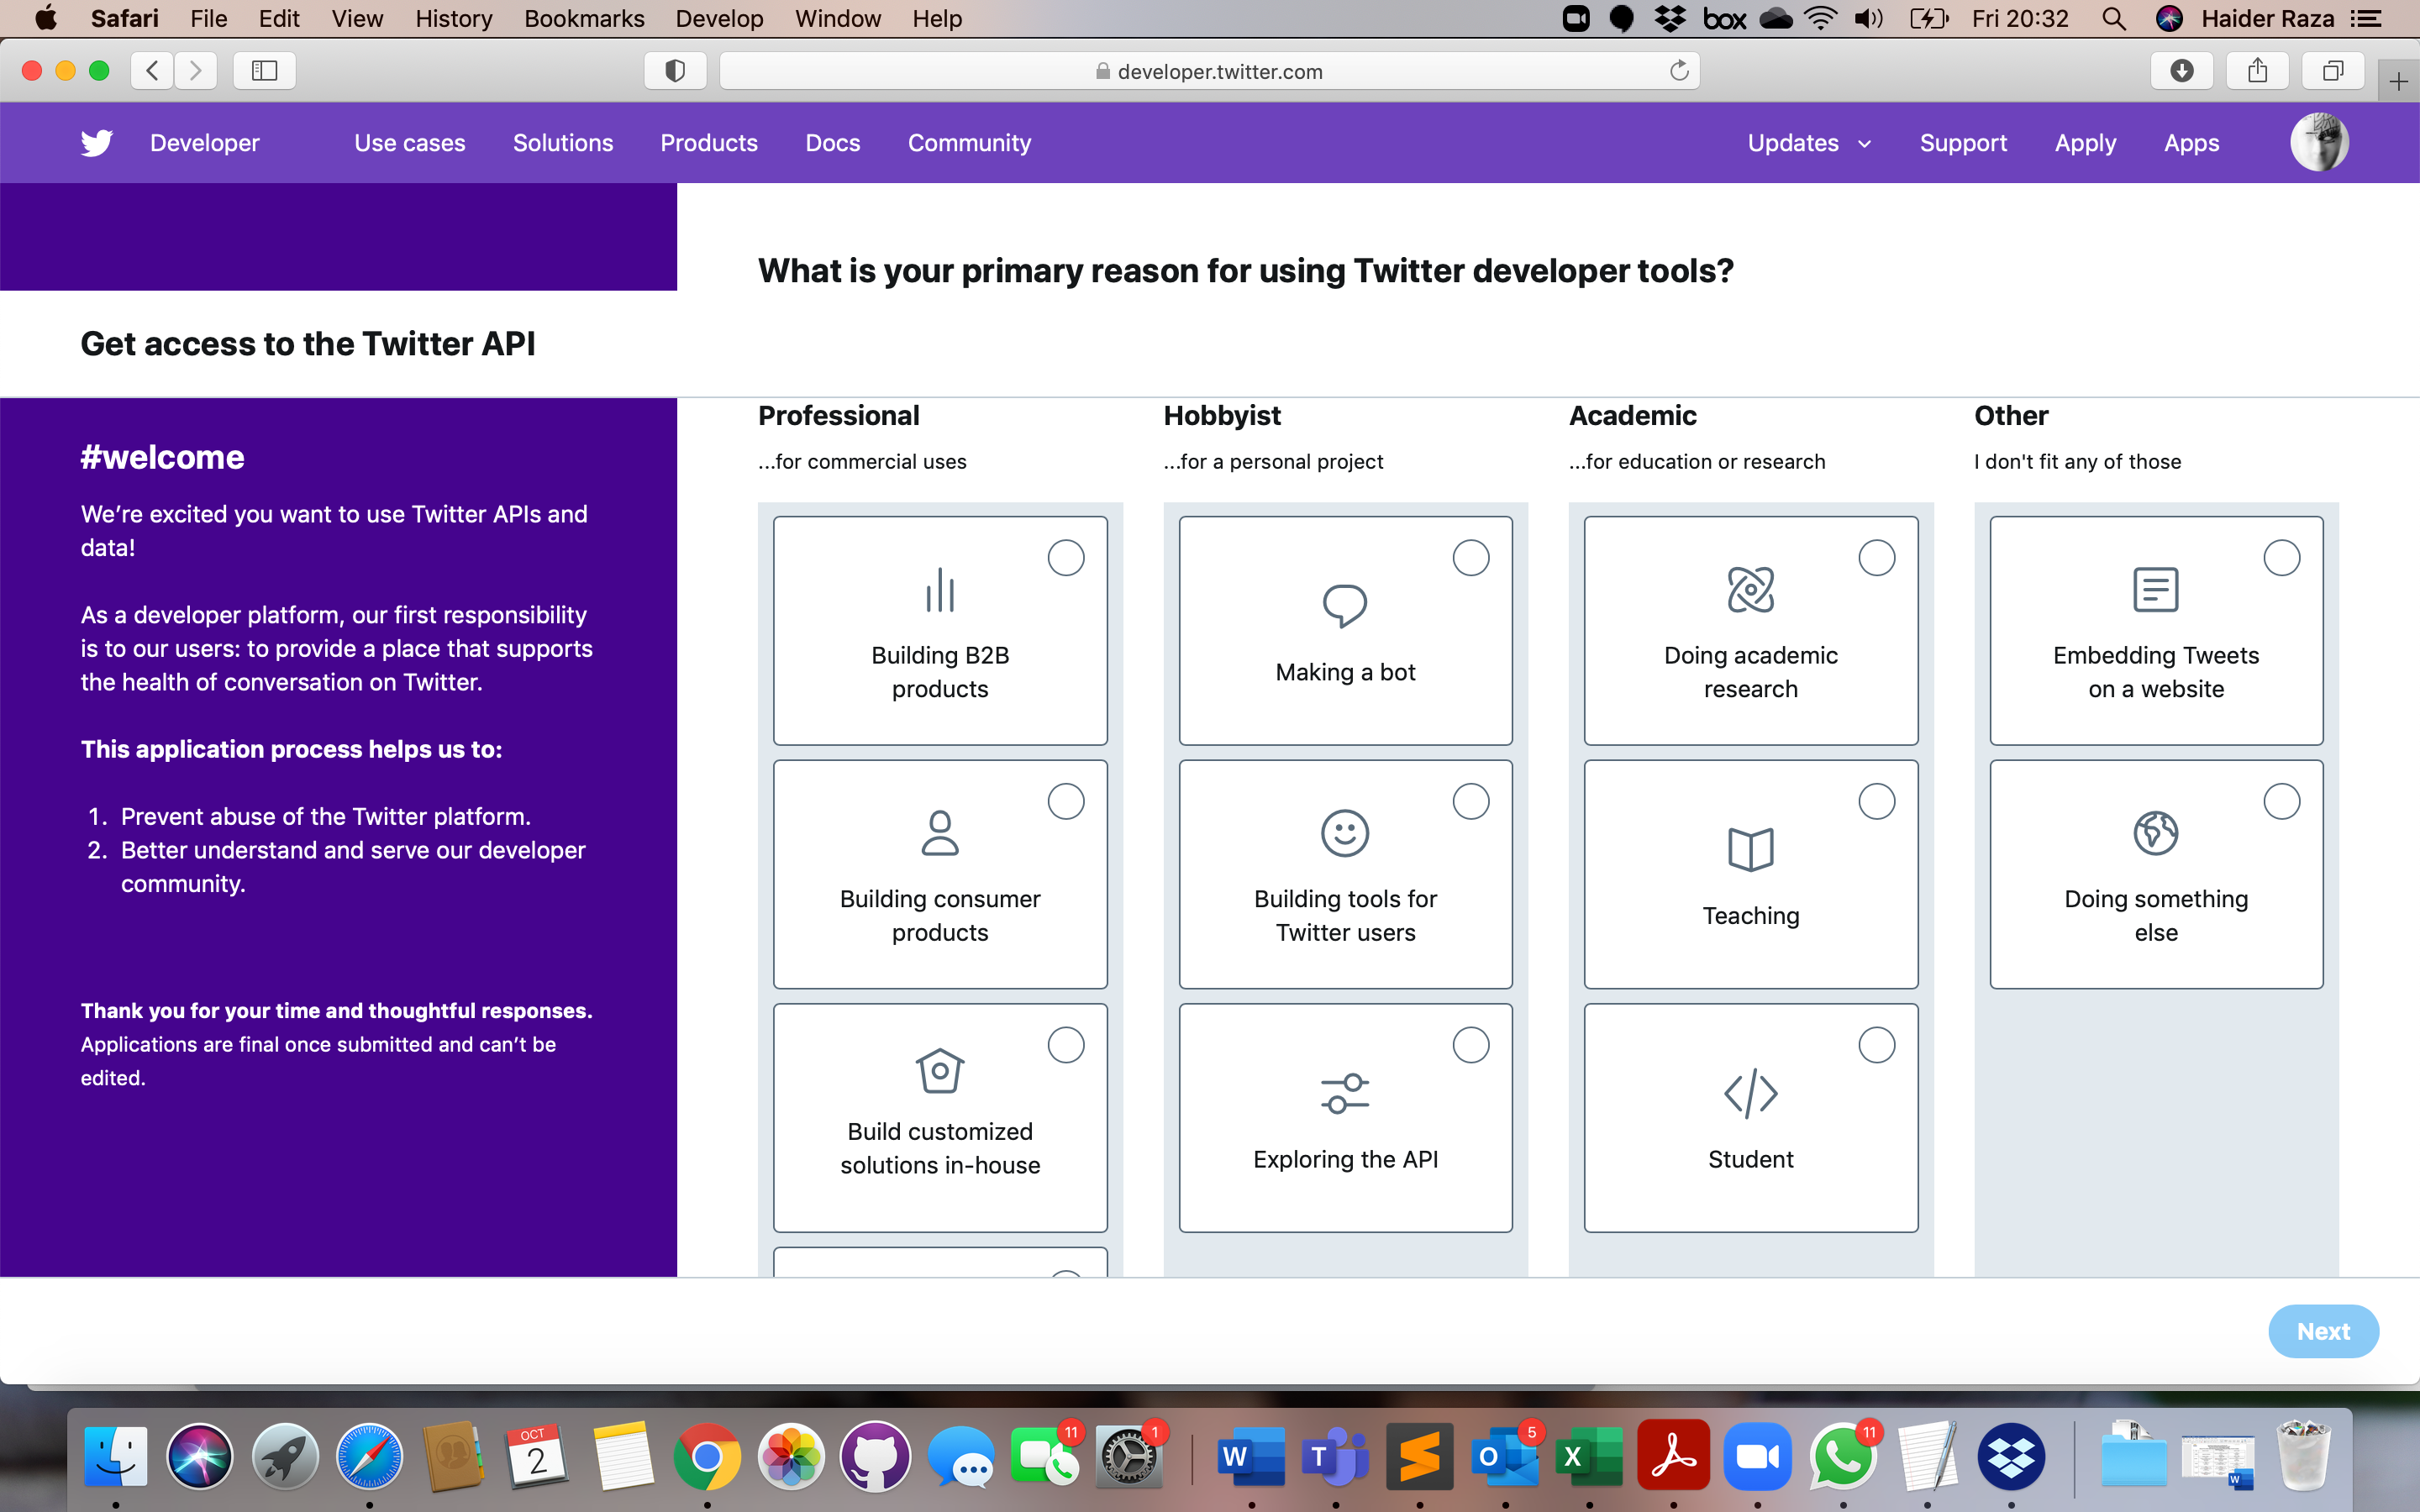 Safari File Edit View History Bookmarks Develop Window Help
box Fri 20:32 Haider Raza
developer.twitter.com
Developer Use cases Solutions Products Docs Community Updates Support Apply Apps
What is your primary reason for using Twitter developer tools?
Get access to the Twitter API
#welcome
We’re excited you want to use Twitter APIs and
data!
As a developer platform, our first responsibility
is to our users: to provide a place that supports
the health of conversation on Twitter.
This application process helps us to:
1. Prevent abuse of the Twitter platform.
2. Better understand and serve our developer
community.
Thank you for your time and thoughtful responses.
Applications are final once submitted and can’t be
edited.
Professional
...for commercial uses
Building B2B
products
Building consumer
products
Build customized
solutions in-house
Hobbyist
...for a personal project
Making a bot
Building tools for
Twitter users
Exploring the API
Academic
...for education or research
Doing academic
research
Teaching
Student
Other
I don't fit any of those
Embedding Tweets
on a website
Doing something
else
Next
OCT
2
11
1
W
T
O
5
X
11
W